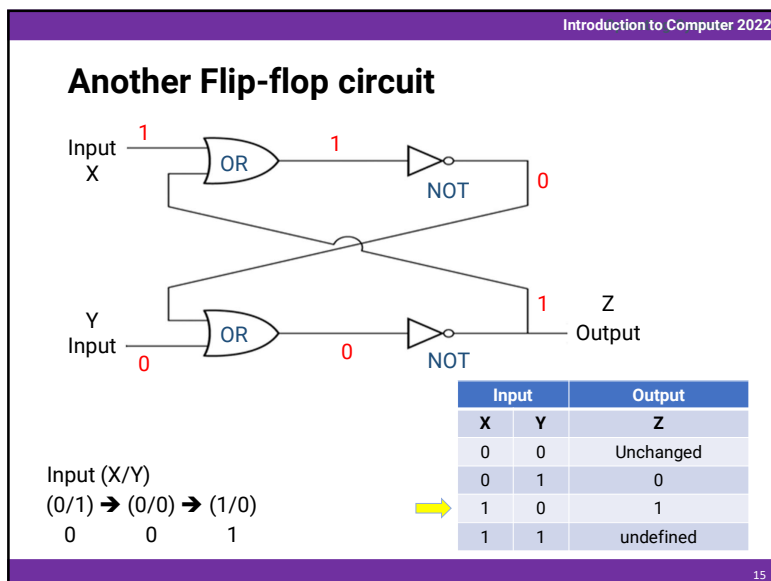 Introduction to Computer 2022
Another Flip-flop circuit
Input
X
1
OR
1
NOT
0
Y
Input
0
OR
0
NOT
1
Z
Output
Input (X/Y)
(0/1) ➔ (0/0) ➔ (1/0)
0 0 1
Input Output
X Y Z
0 0 Unchanged
0 1 0
1 0 1
1 1 undefined
15